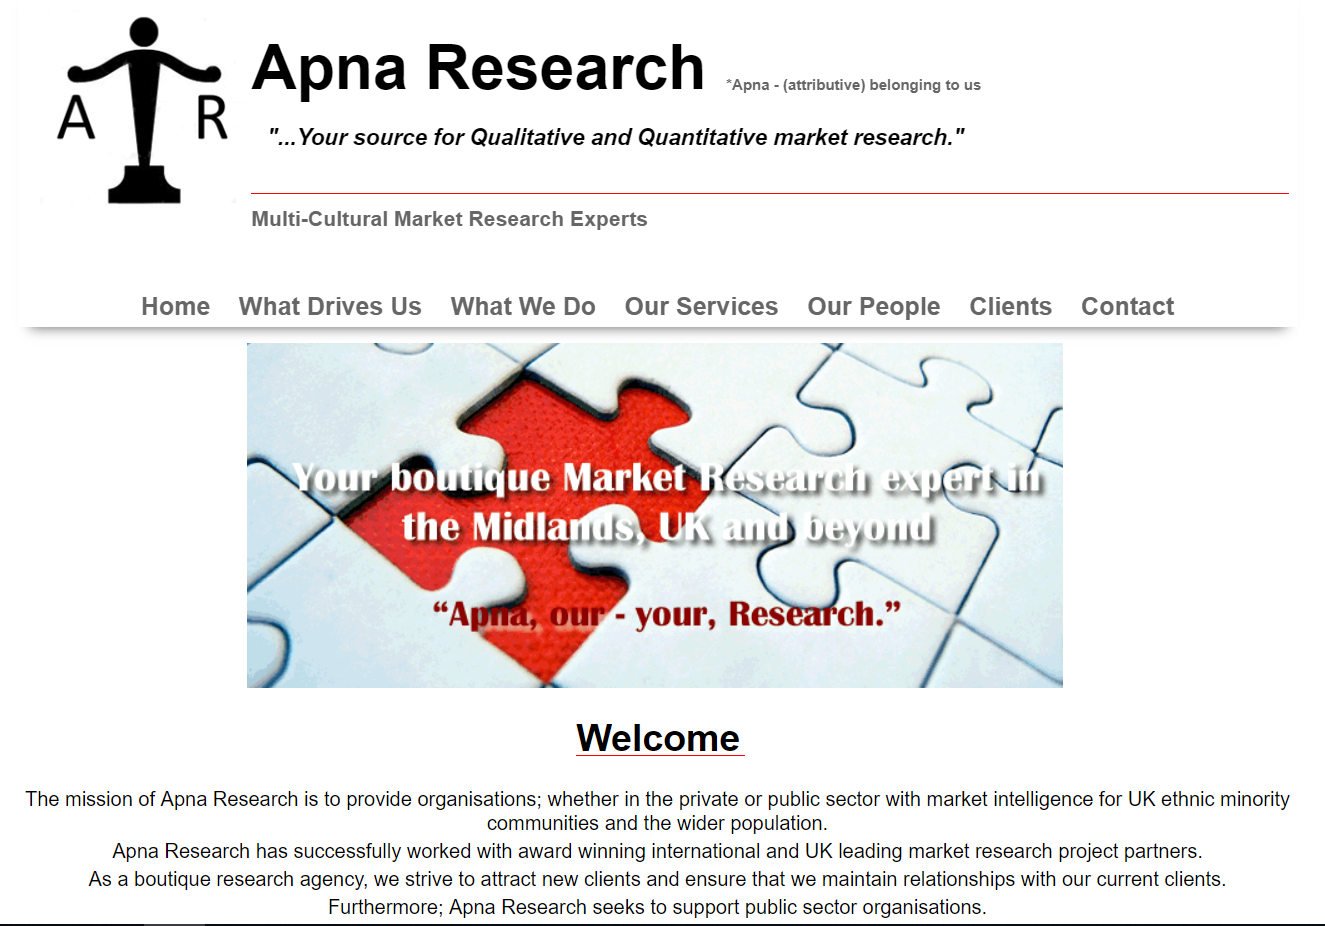 A R
Apna Research *Apna - (attributive) belonging to us
"...Your source for Qualitative and Quantitative market research."
Multi-Cultural Market Research Experts
Home What Drives Us What We Do Our Services Our People Clients Contact
Your boutique Market Research expert in
the Midlands, UK and beyond
“Apna, our - your, Research.”
Welcome
The mission of Apna Research is to provide organisations; whether in the private or public sector with market intelligence for UK ethnic minority
communities and the wider population.
Apna Research has successfully worked with award winning international and UK leading market research project partners.
As a boutique research agency, we strive to attract new clients and ensure that we maintain relationships with our current clients.
Furthermore; Apna Research seeks to support public sector organisations.